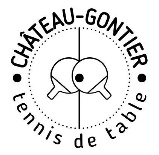 CHÂTEAU-GONTIER
tennis de table